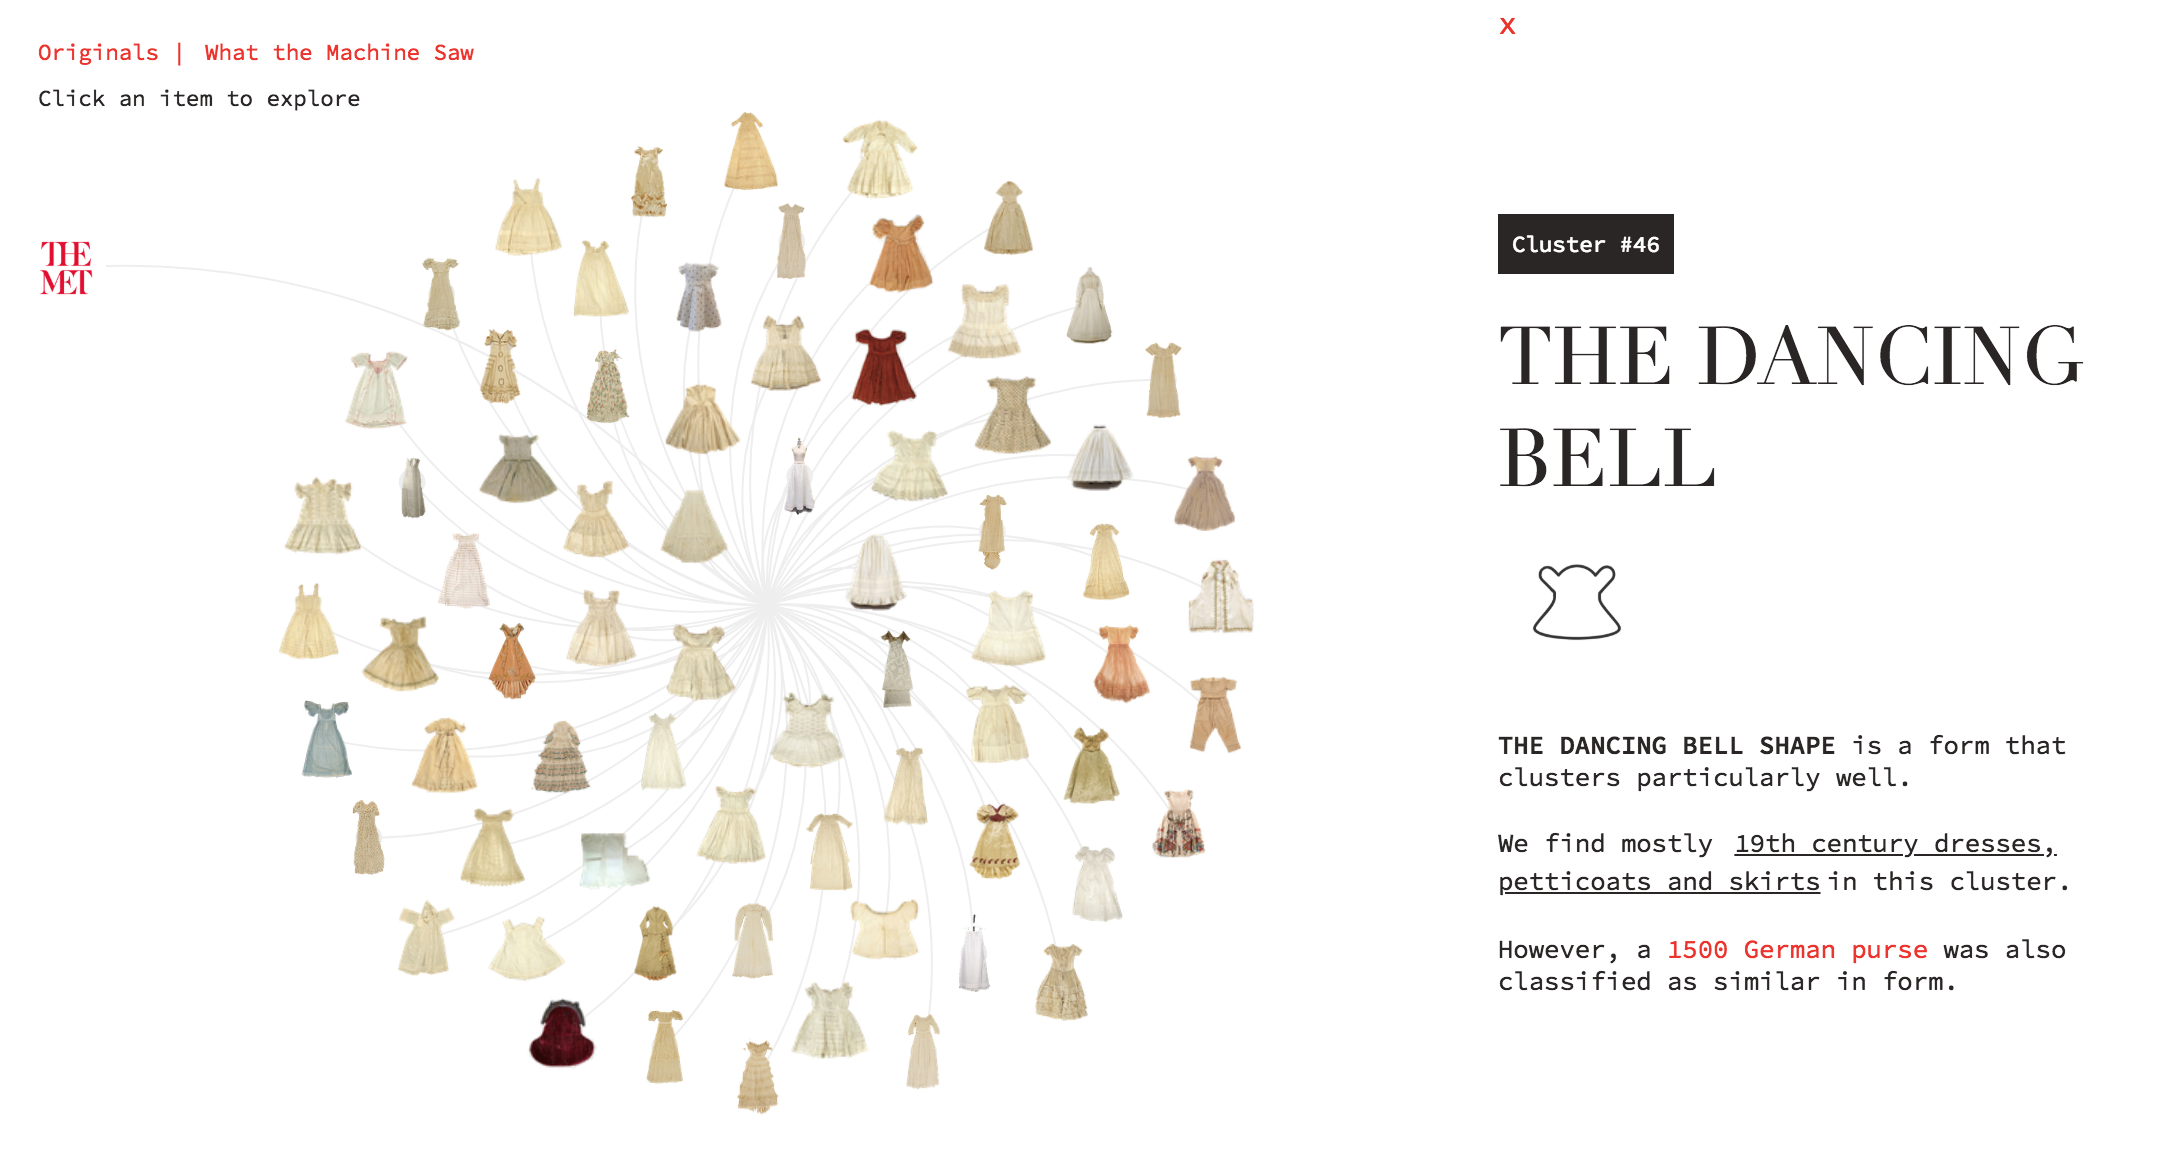 Originals | What the Machine Saw
Click an item to explore
THE
MET
x
Cluster #46
THE DANCING
BELL
THE DANCING BELL SHAPE is a form that
clusters particularly well.
We find mostly 19th century dresses,
petticoats and skirts in this cluster.
However, a 1500 German purse was also
classified as similar in form.